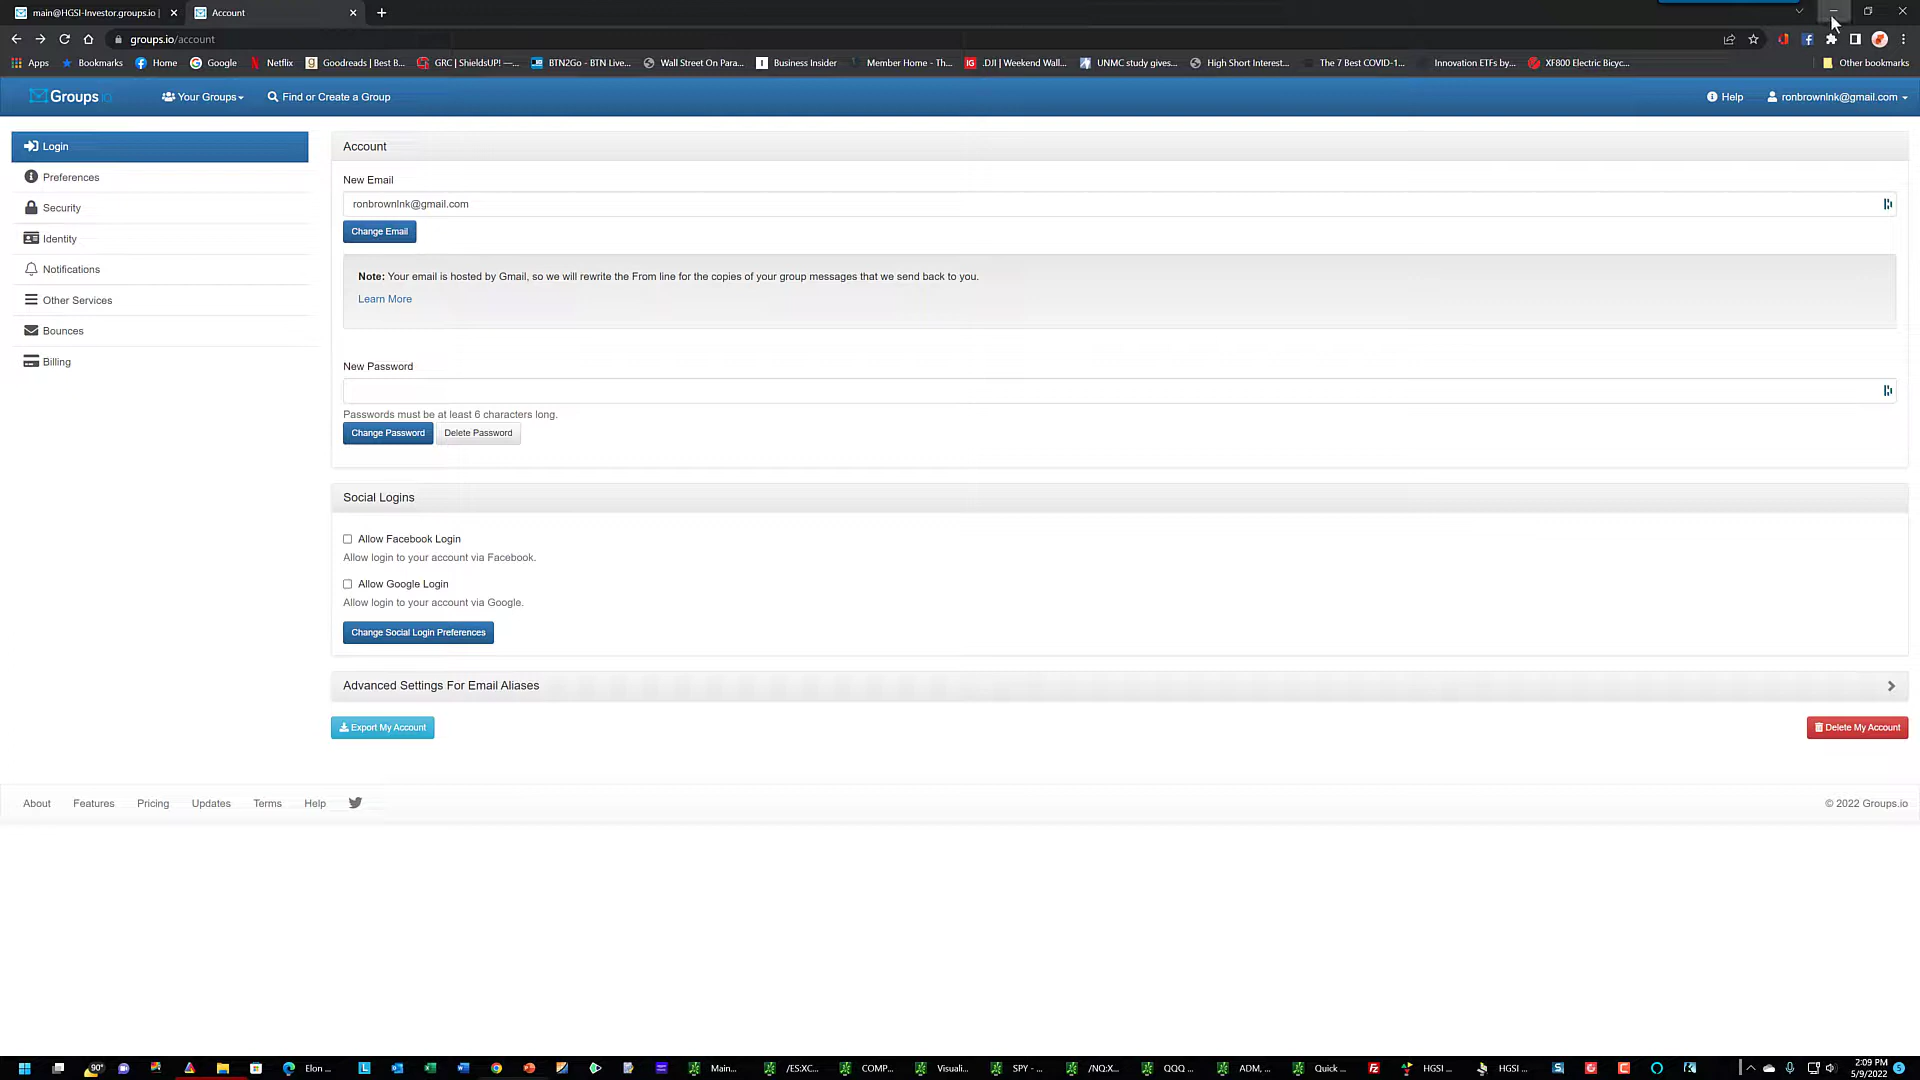 main@HGSI-Investor.groups.io |
Account
groups.io/account
Apps
Bookmarks
Home
Google
Netflix
Goodreads | Best B...
GRC | ShieldsUP! —...
BTN2Go - BTN Live...
Wall Street On Para...
Business Insider
Member Home - Th...
.DJI | Weekend Wall...
UNMC study gives...
High Short Interest...
The 7 Best COVID-1...
Innovation ETFs by...
XF800 Electric Bicyc...
Other bookmarks
Groups.io
Your Groups
Find or Create a Group
Help
ronbrownlnk@gmail.com
Login
Preferences
Security
Identity
Notifications
Other Services
Bounces
Billing
Account
New Email
ronbrownlnk@gmail.com
Change Email
Note: Your email is hosted by Gmail, so we will rewrite the From line for the copies of your group messages that we send back to you.
Learn More
New Password
Passwords must be at least 6 characters long.
Change Password
Delete Password
Social Logins
Allow Facebook Login
Allow login to your account via Facebook.
Allow Google Login
Allow login to your account via Google.
Change Social Login Preferences
Advanced Settings For Email Aliases
Export My Account
Delete My Account
About
Features
Pricing
Updates
Terms
Help
© 2022 Groups.io
90°
Elon ...
Main...
/ES:XC...
COMP...
Visuali...
SPY - ...
/NQ:X...
QQQ ...
ADM, ...
Quick ...
HGSI ...
HGSI ...
2:09 PM
5/9/2022